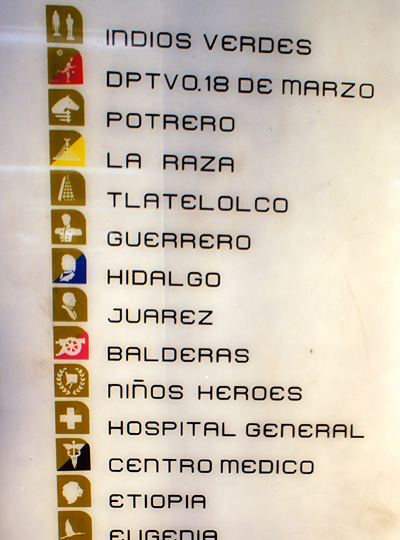 INDIOS VERDES
DPTVO.18 DE MARZO
POTRERO
LA RAZA
TLATELOLCO
GUERRERO
HIDALGO
JUAREZ
BALDERAS
NIÑOS HEROES
HOSPITAL GENERAL
CENTRO MEDICO
ETIOPIA
EUGENIA